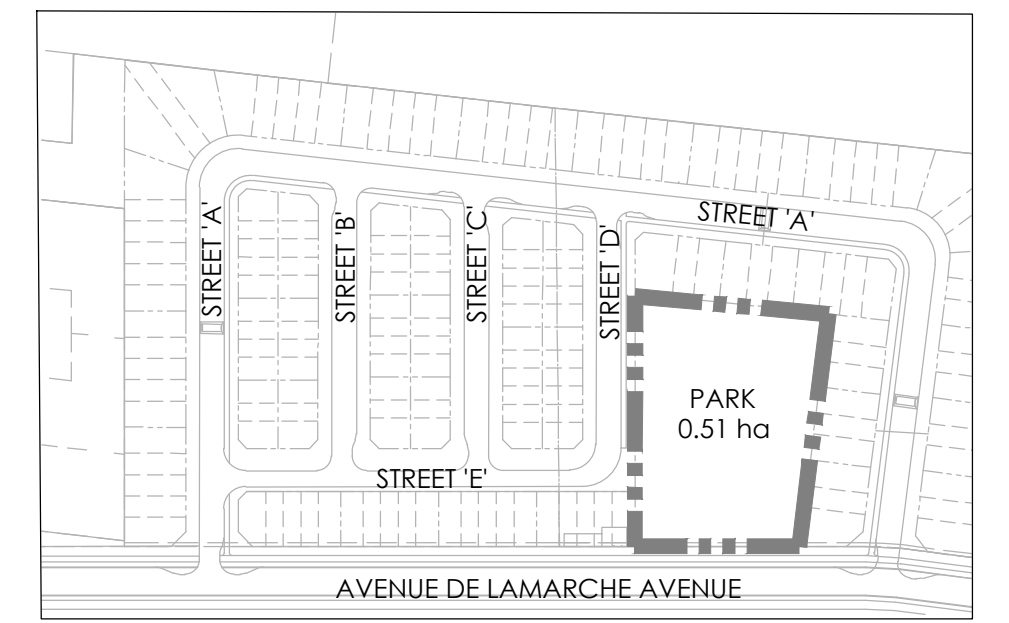 STREET 'A'
STREET 'B'
STREET 'C'
STREET 'D'
STREET 'A'
PARK
0.51 ha
STREET 'E'
AVENUE DE LAMARCHE AVENUE